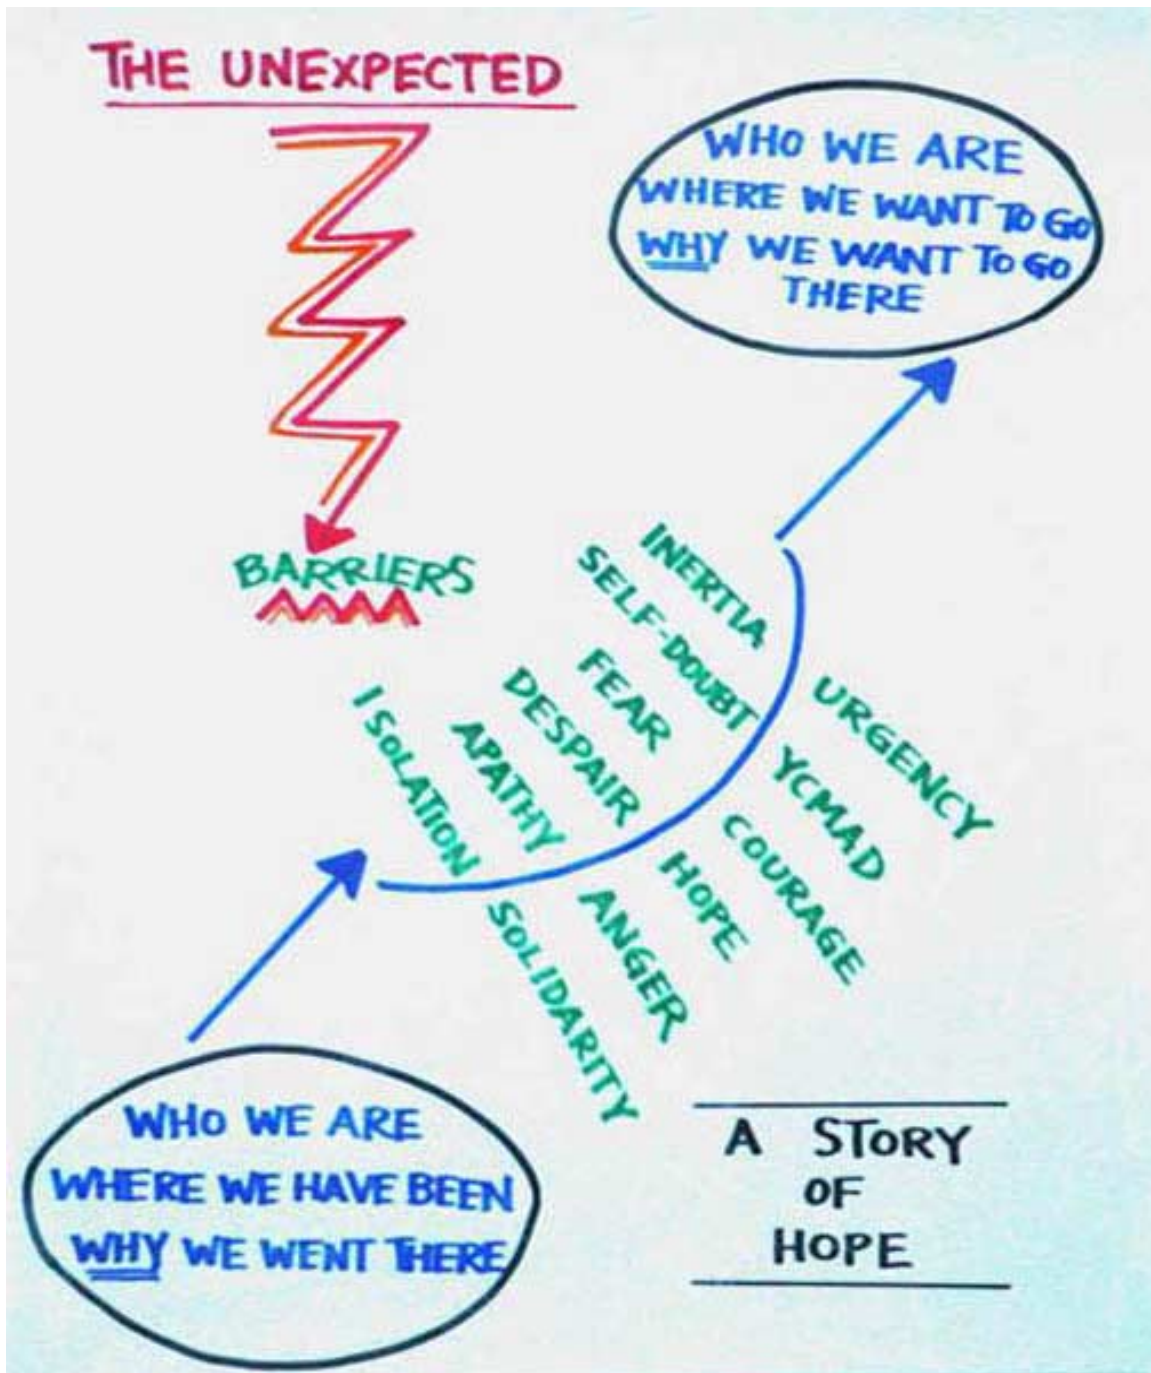 THE UNEXPECTED
WHO WE ARE
WHERE WE WANT TO GO
WHY WE WANT TO GO
THERE
BARRIERS
INERTIA
SELF-DOUBT
FEAR
DESPAIR
APATHY
ISOLATION
URGENCY
YCMAD
COURAGE
HOPE
ANGER
SOLIDARITY
WHO WE ARE
WHERE WE HAVE BEEN
WHY WE WENT THERE
A STORY
OF
HOPE